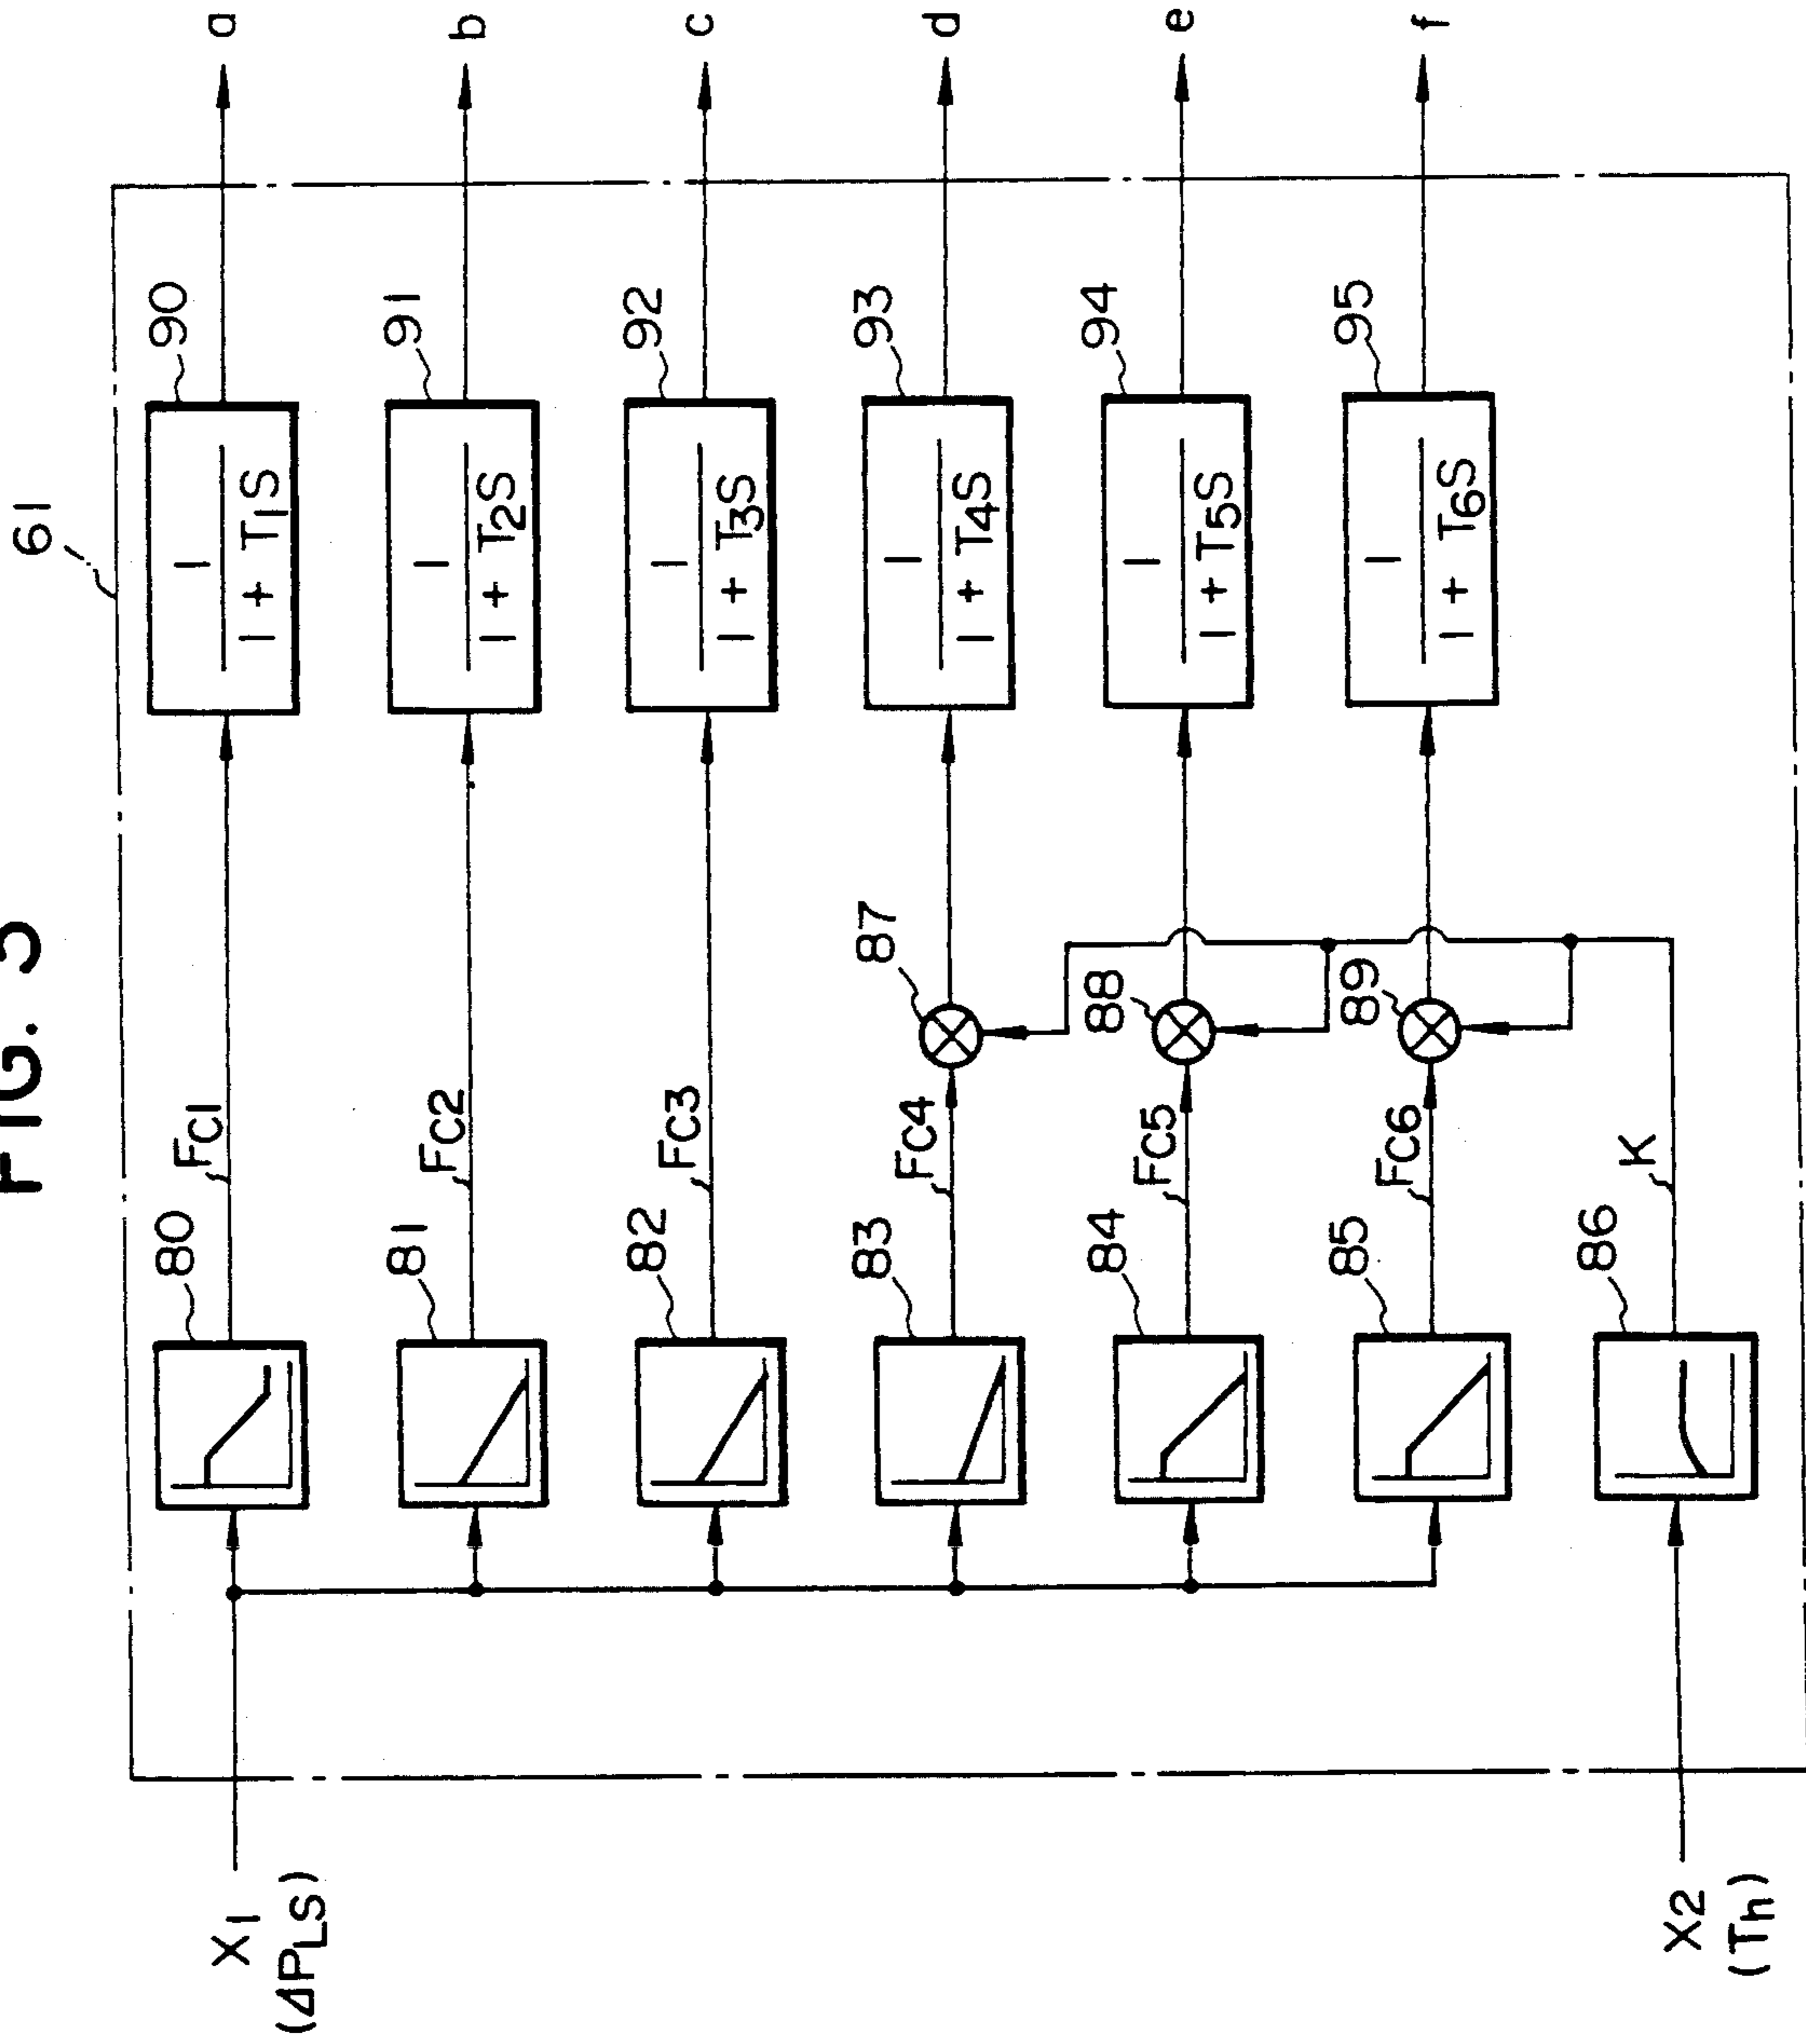 FIG.
61
80
FC1
90
1
1 + T1S
a
81
FC2
91
1
1 + T2S
b
X1
(ΔPLS)
82
FC3
92
1
1 + T3S
c
83
FC4
87
93
1
1 + T4S
d
84
FC5
88
94
1
1 + T5S
e
85
FC6
89
95
1
1 + T6S
f
X2
(Th)
86
K